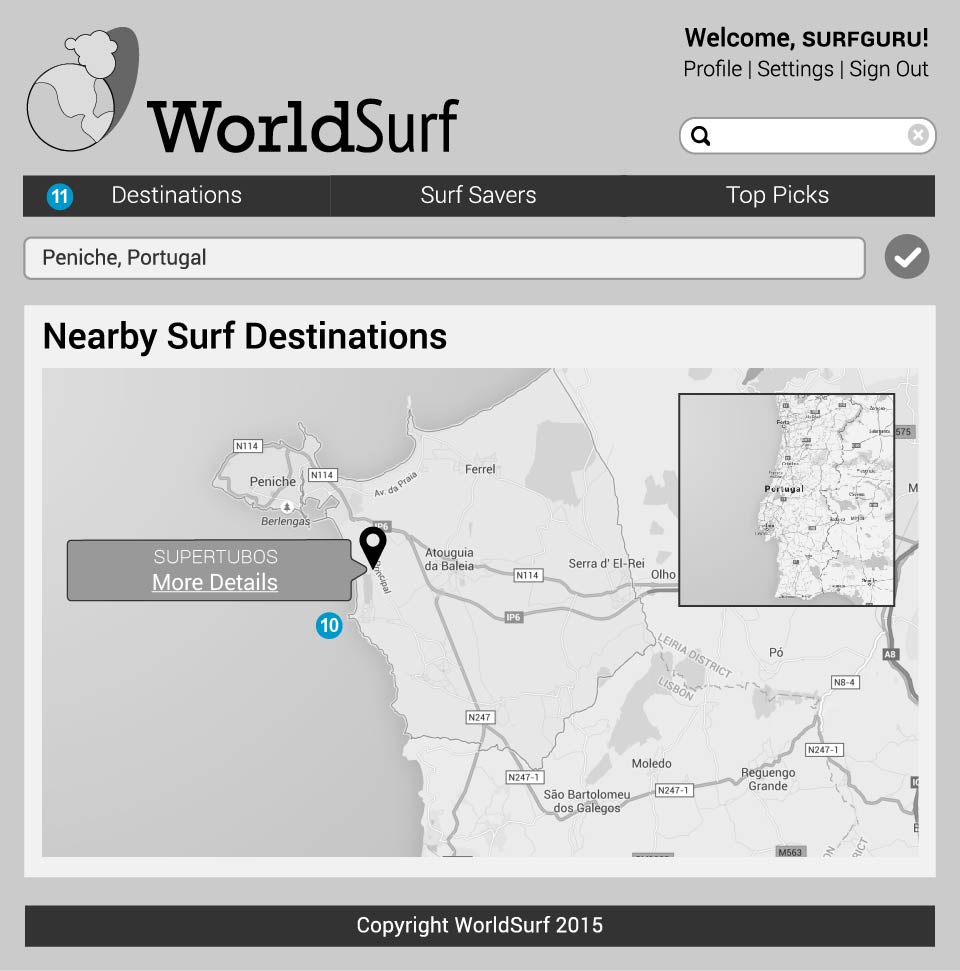 Welcome, SURFGURU!
Profile | Settings | Sign Out
WorldSurf
11 Destinations
Surf Savers
Top Picks
Peniche, Portugal
Nearby Surf Destinations
N114
Peniche
N114
Av. da Praia
Ferrel
Berlengas
IP6
SUPERTUBOS
More Details
Principal
Atouguia
da Baleia
N114
Serra d' El-Rei
Olho
10
IP6
Portugal
575
M
LEIRIA DISTRICT
LISBON
Pó
A8
N8-4
N247
N247-1
N247-1
Moledo
N247-1
Reguengo
Grande
São Bartolomeu
dos Galegos
M563
Copyright WorldSurf 2015